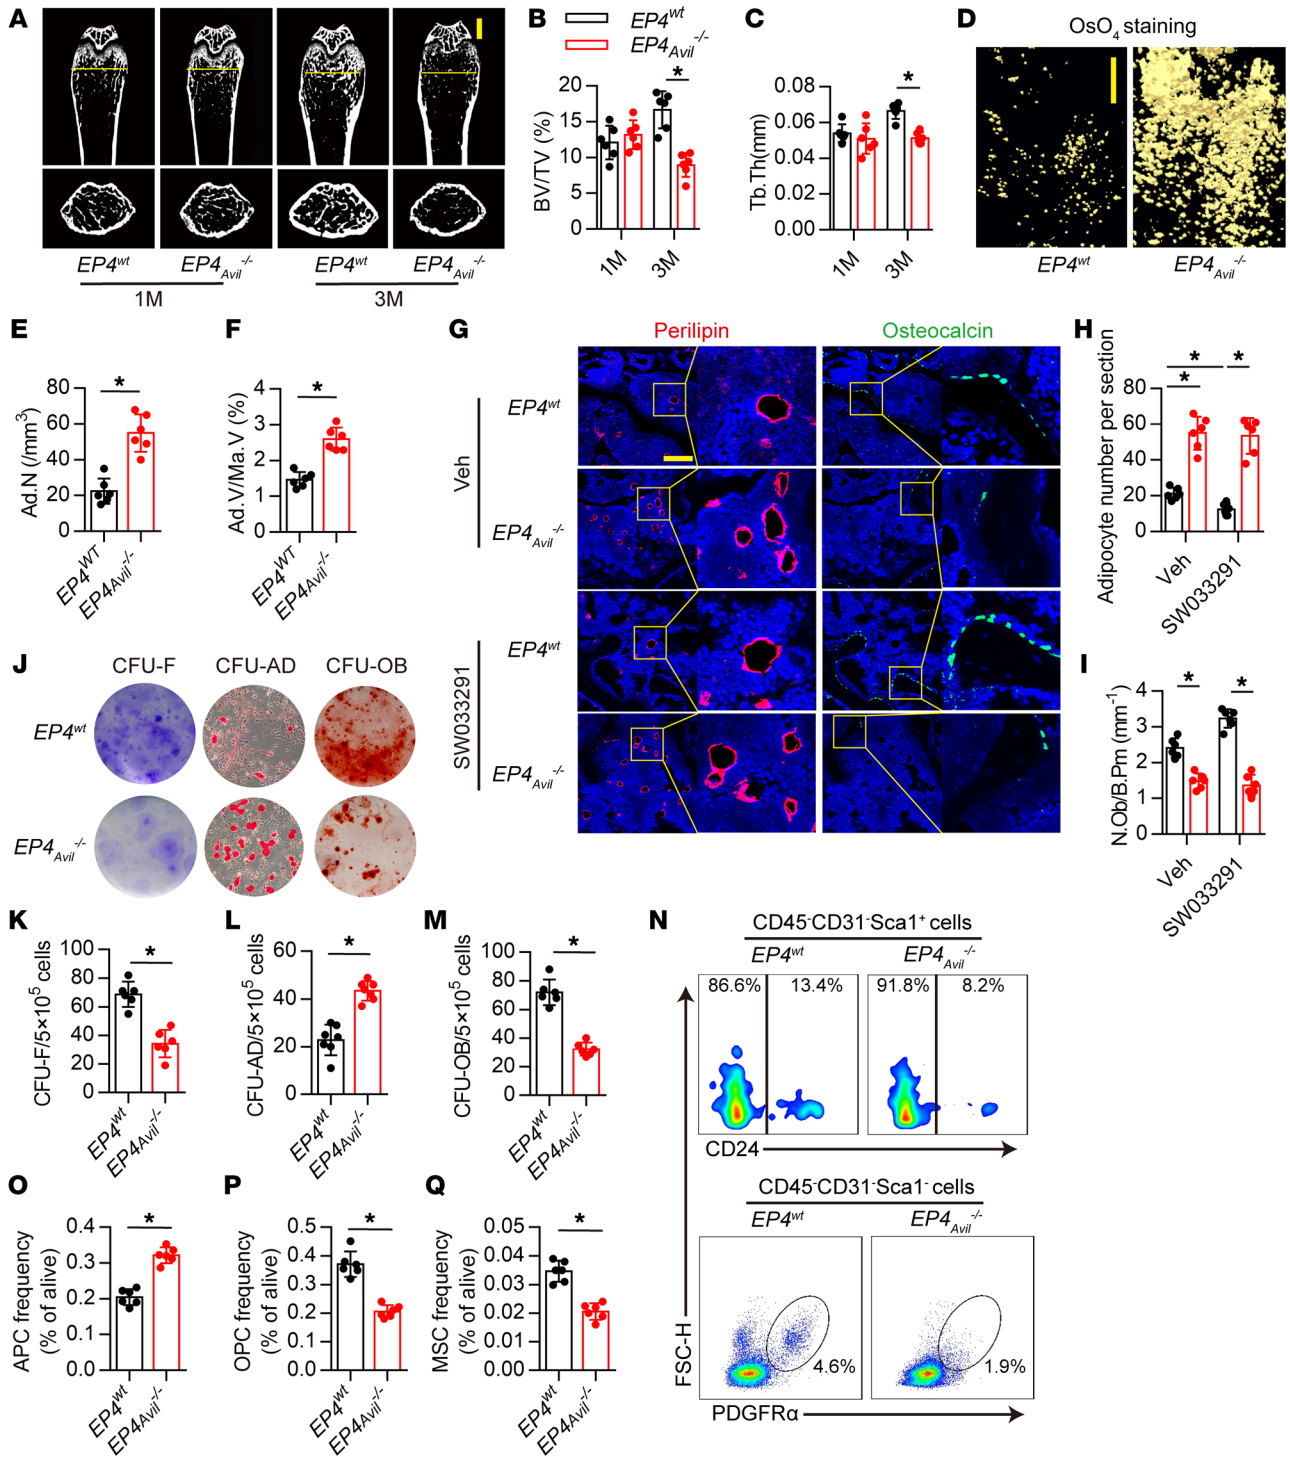 A
EP4wt
EP4Avil-/-
EP4wt
EP4Avil-/-
1M
3M
B
EP4wt
EP4Avil-/-
BV/TV (%)
20
15
10
5
0
*
1M
3M
C
Tb.Th(mm)
0.08
0.06
0.04
0.02
0.00
*
1M
3M
D
OsO4 staining
EP4wt
EP4Avil-/-
E
Ad.N (/mm3)
80
60
40
20
0
*
EP4WT
EP4Avil-/-
F
Ad.V/Ma.V (%)
4
3
2
1
0
*
EP4WT
EP4Avil-/-
G
Perilipin
Osteocalcin
Veh
EP4wt
EP4Avil-/-
SW033291
EP4wt
EP4Avil-/-
H
Adipocyte number per section
80
60
40
20
0
*
*
*
Veh
SW033291
I
N.Ob/B.Pm (mm-1)
4
3
2
1
0
*
*
Veh
SW033291
J
CFU-F
CFU-AD
CFU-OB
EP4wt
EP4Avil-/-
K
CFU-F/5×105 cells
100
80
60
40
20
0
*
EP4wt
EP4Avil-/-
L
CFU-AD/5×105 cells
60
40
20
0
*
EP4wt
EP4Avil-/-
M
CFU-OB/5×105 cells
100
80
60
40
20
0
*
EP4wt
EP4Avil-/-
N
CD45-CD31-Sca1+ cells
EP4wt
EP4Avil-/-
86.6%
13.4%
91.8%
8.2%
CD24
CD45-CD31-Sca1- cells
EP4wt
EP4Avil-/-
4.6%
1.9%
FSC-H
PDGFRα
O
APC frequency
(% of alive)
0.4
0.3
0.2
0.1
0.0
*
EP4wt
EP4Avil-/-
P
OPC frequency
(% of alive)
0.5
0.4
0.3
0.2
0.1
0.0
*
EP4wt
EP4Avil-/-
Q
MSC frequency
(% of alive)
0.05
0.04
0.03
0.02
0.01
0.00
*
EP4wt
EP4Avil-/-